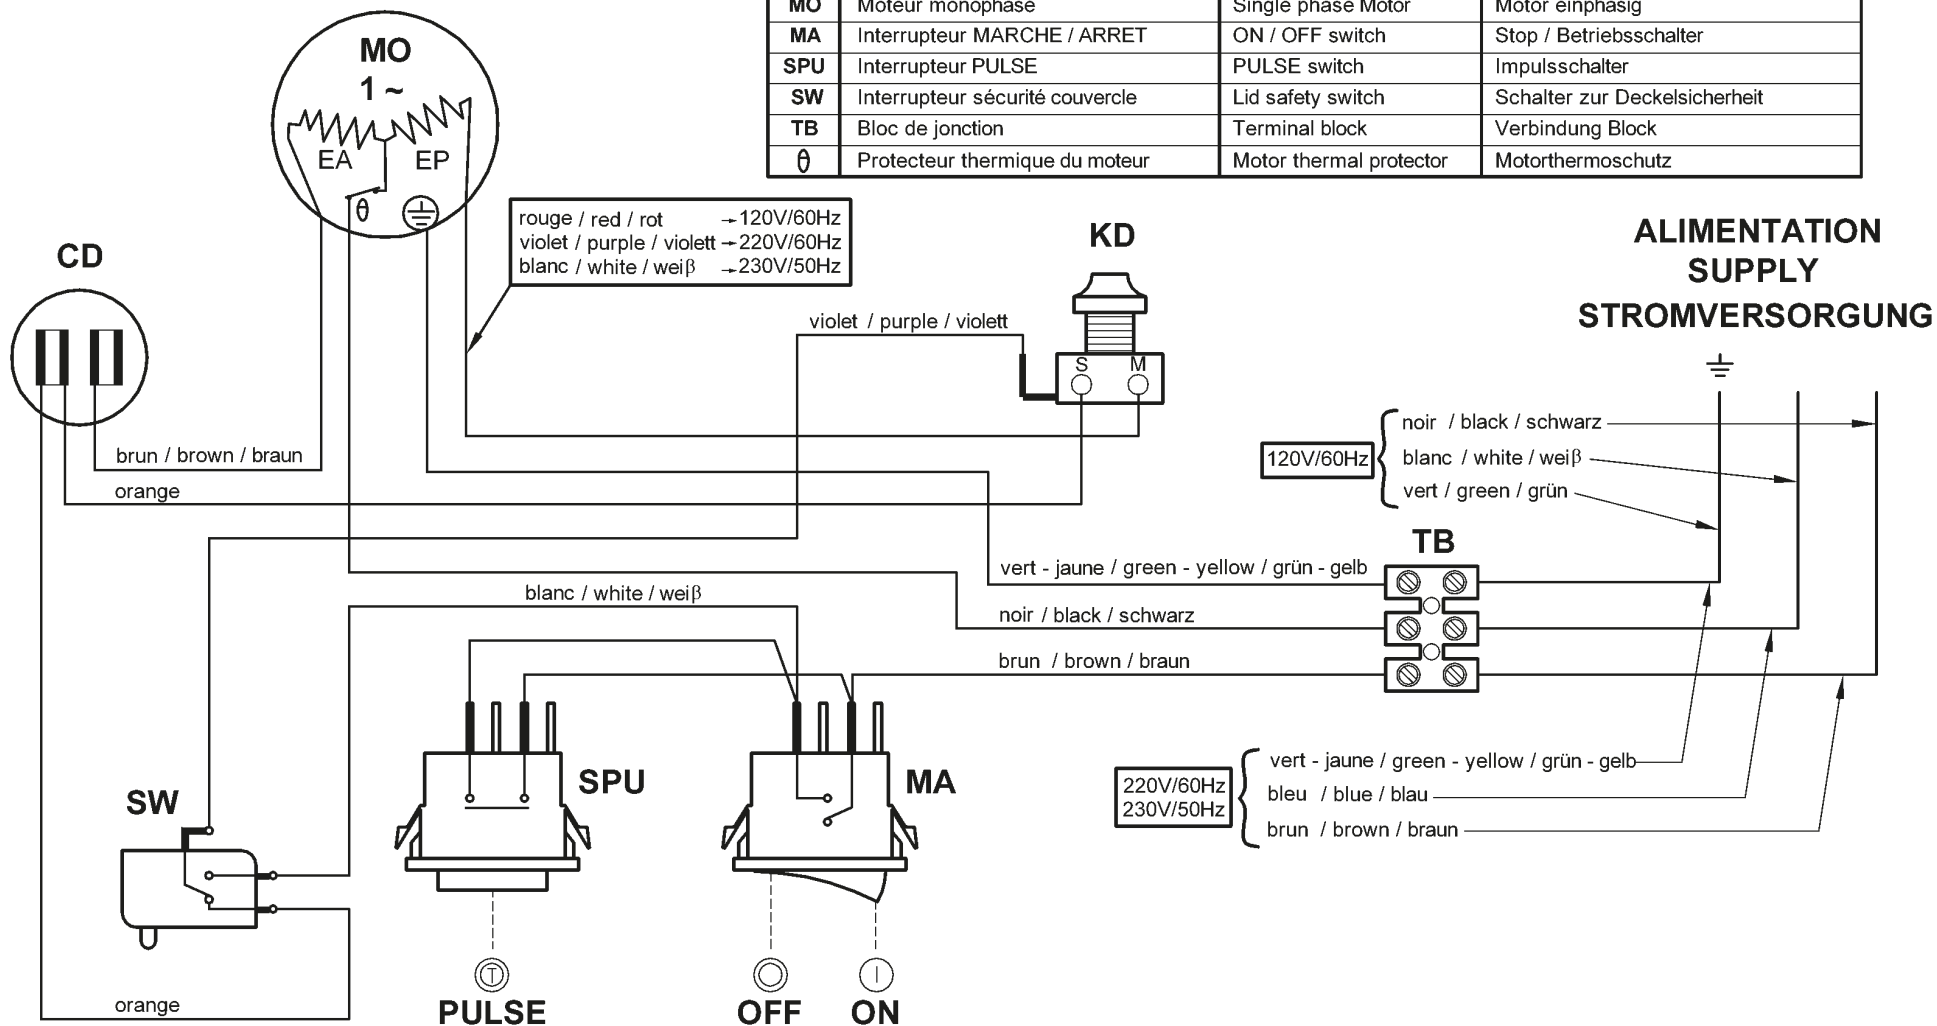 MO Moteur monophasé Single phase Motor Motor einphasig
MA Interrupteur MARCHE / ARRET ON / OFF switch Stop / Betriebsschalter
SPU Interrupteur PULSE PULSE switch Impulsschalter
SW Interrupteur sécurité couvercle Lid safety switch Schalter zur Deckelsicherheit
TB Bloc de jonction Terminal block Verbindung Block
θ Protecteur thermique du moteur Motor thermal protector Motorthermoschutz
MO
1 ~
EA EP
θ
rouge / red / rot → 120V/60Hz
violet / purple / violett → 220V/60Hz
blanc / white / weiβ → 230V/50Hz
CD
KD
S M
violet / purple / violett
ALIMENTATION
SUPPLY
STROMVERSORGUNG
120V/60Hz
noir / black / schwarz
blanc / white / weiβ
vert / green / grün
brun / brown / braun
orange
TB
vert - jaune / green - yellow / grün - gelb
blanc / white / weiβ
noir / black / schwarz
brun / brown / braun
SPU
MA
SW
220V/60Hz
230V/50Hz
vert - jaune / green - yellow / grün - gelb
bleu / blue / blau
brun / brown / braun
orange
T
PULSE
OFF
I
ON